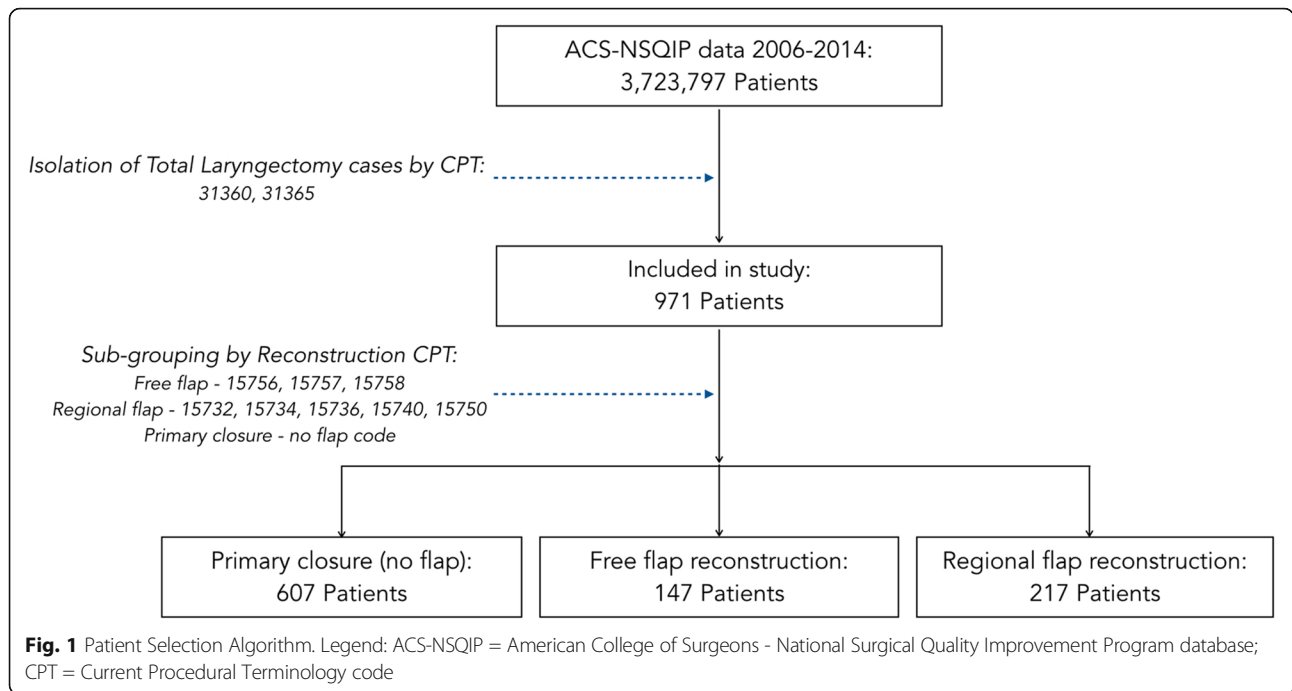 ACS-NSQIP data 2006-2014:
3,723,797 Patients
Isolation of Total Laryngectomy cases by CPT:
31360, 31365
Included in study:
971 Patients
Sub-grouping by Reconstruction CPT:
Free flap - 15756, 15757, 15758
Regional flap - 15732, 15734, 15736, 15740, 15750
Primary closure - no flap code
Primary closure (no flap):
607 Patients
Free flap reconstruction:
147 Patients
Regional flap reconstruction:
217 Patients
Fig. 1 Patient Selection Algorithm. Legend: ACS-NSQIP = American College of Surgeons - National Surgical Quality Improvement Program database;
CPT = Current Procedural Terminology code